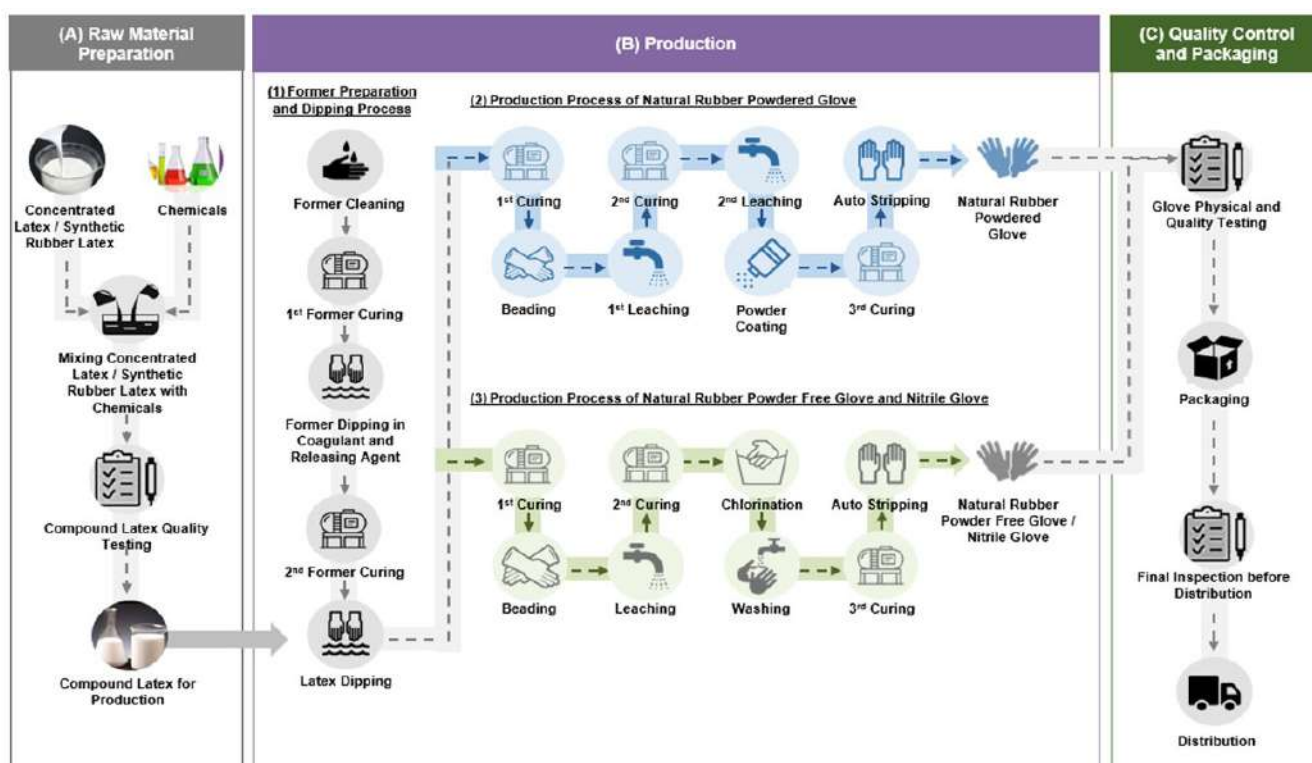 (A) Raw Material
Preparation
(B) Production
(C) Quality Control
and Packaging
Concentrated
Latex / Synthetic
Rubber Latex
Chemicals
Mixing Concentrated
Latex / Synthetic
Rubber Latex with
Chemicals
Compound Latex Quality
Testing
Compound Latex for
Production
(1) Former Preparation
and Dipping Process
Former Cleaning
1st Former Curing
Former Dipping in
Coagulant and
Releasing Agent
2nd Former Curing
Latex Dipping
(2) Production Process of Natural Rubber Powdered Glove
1st Curing
2nd Curing
2nd Leaching
Auto Stripping
Natural Rubber
Powdered
Glove
Beading
1st Leaching
Powder
Coating
3rd Curing
(3) Production Process of Natural Rubber Powder Free Glove and Nitrile Glove
1st Curing
2nd Curing
Chlorination
Auto Stripping
Natural Rubber
Powder Free Glove /
Nitrile Glove
Beading
Leaching
Washing
3rd Curing
Glove Physical and
Quality Testing
Packaging
Final Inspection before
Distribution
Distribution